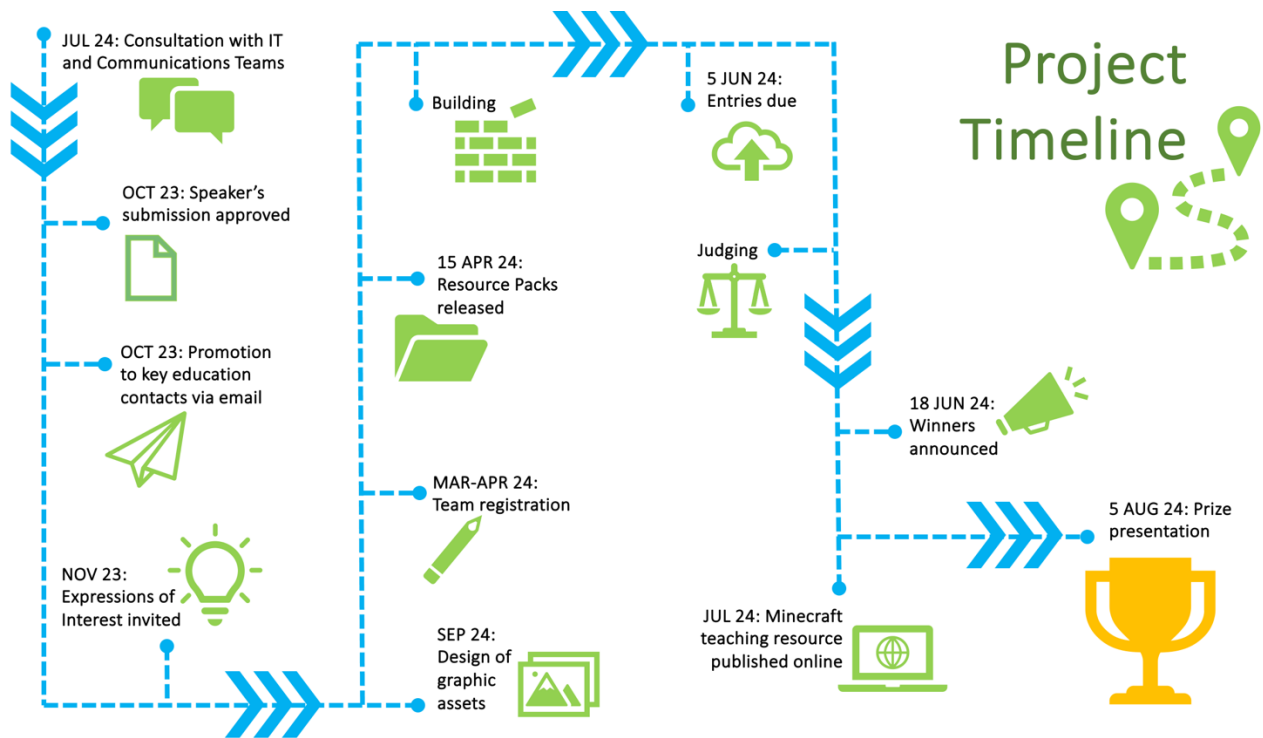 Project
Timeline
JUL 24: Consultation with IT
and Communications Teams
OCT 23: Speaker’s
submission approved
OCT 23: Promotion
to key education
contacts via email
NOV 23:
Expressions of
Interest invited
SEP 24:
Design of
graphic
assets
MAR-APR 24:
Team registration
15 APR 24:
Resource Packs
released
Building
5 JUN 24:
Entries due
Judging
18 JUN 24:
Winners
announced
JUL 24: Minecraft
teaching resource
published online
5 AUG 24: Prize
presentation